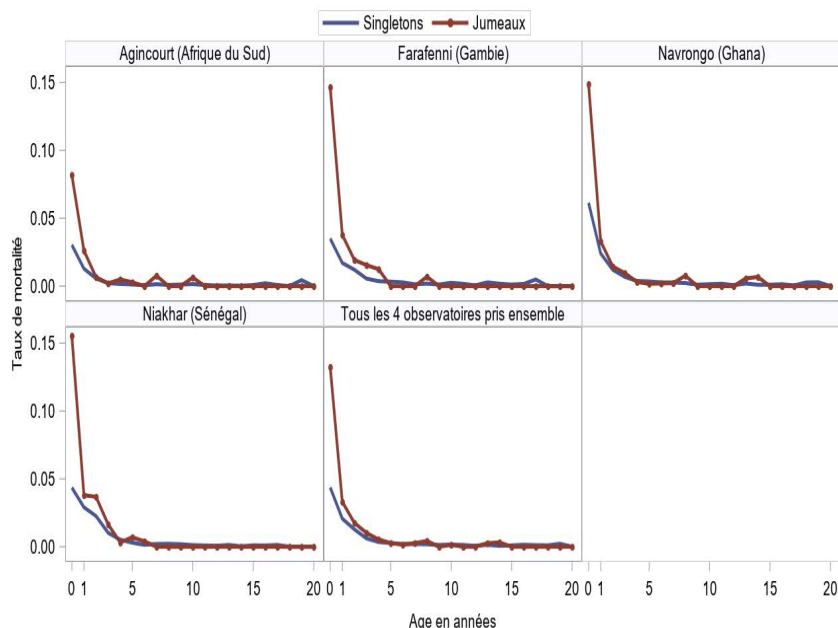 Singletons Jumeaux
Agincourt (Afrique du Sud) Farafenni (Gambie) Navrongo (Ghana)
0.15
0.10
0.05
0.00
Taux de mortalité
Niakhar (Sénégal) Tous les 4 observatoires pris ensemble
0.15
0.10
0.05
0.00
0 1 5 10 15 20 0 1 5 10 15 20 0 1 5 10 15 20
Age en années